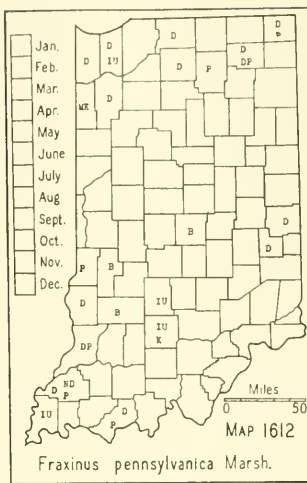 Jan.
Feb.
Mar.
Apr.
May
June
July
Aug
Sept.
Oct.
Nov.
Dec.
D D D D
D IU D P DP
D
B D
D
P B
D B IU
IU
DP K
D ND
P D
IU P
Miles
0 50
MAP 1612
Fraxinus pennsylvanica Marsh.